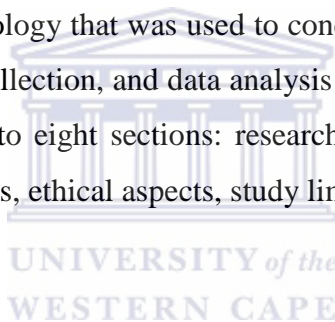 ology that was used to cond
llection, and data analysis
to eight sections: research
s, ethical aspects, study lin
UNIVERSITY of the
WESTERN CAPE